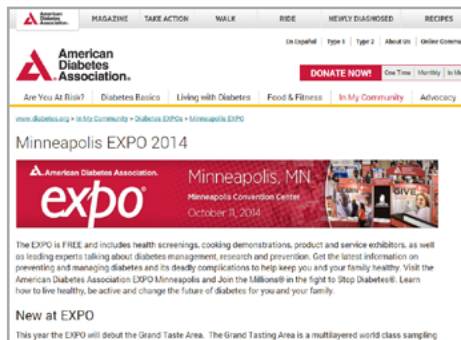 American Diabetes Association. MAGAZINE TAKE ACTION WALK RIDE NEWLY DIAGNOSED RECIPES
En Español Type 1 Type 2 About Us Online Commu
American
Diabetes
Association.
DONATE NOW! One Time Monthly In M
Are You At Risk? Diabetes Basics Living with Diabetes Food & Fitness In My Community Advocacy
www.diabetes.org > In My Community > Diabetes EXPOs > Minneapolis EXPO
Minneapolis EXPO 2014
American Diabetes Association.
expo®
Minneapolis, MN
Minneapolis Convention Center
October 11, 2014
LEARN
GIVE
The EXPO is FREE and includes health screenings, cooking demonstrations, product and service exhibitors, as well
as leading experts talking about diabetes management, research and prevention. Get the latest information on
preventing and managing diabetes and its deadly complications to help keep you and your family healthy. Visit the
American Diabetes Association EXPO Minneapolis and Join the Millions® in the fight to Stop Diabetes®. Learn
how to live healthy, be active and change the future of diabetes for you and your family.
New at EXPO
This year the EXPO will debut the Grand Taste Area. The Grand Tasting Area is a multilayered world class sampling